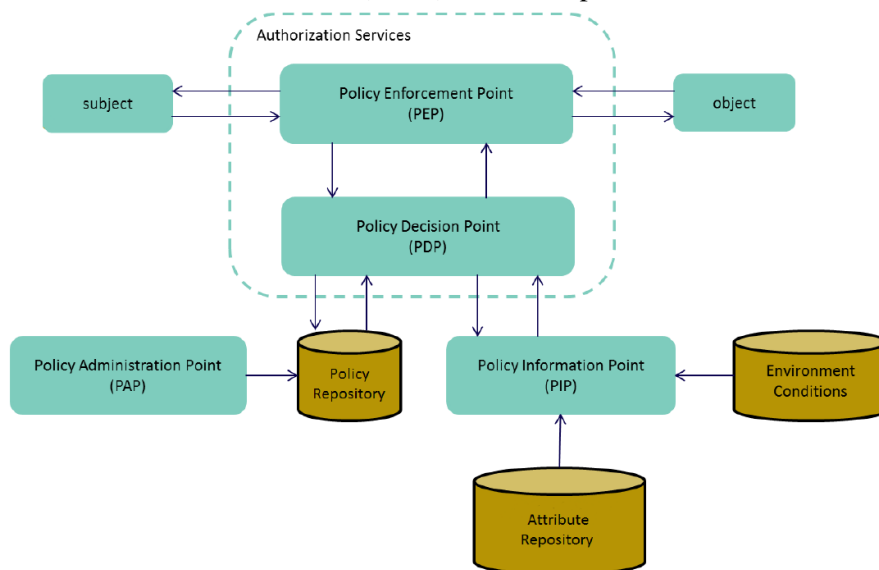 Authorization Services
subject
Policy Enforcement Point
(PEP)
object
Policy Decision Point
(PDP)
Policy Administration Point
(PAP)
Policy
Repository
Policy Information Point
(PIP)
Environment
Conditions
Attribute
Repository